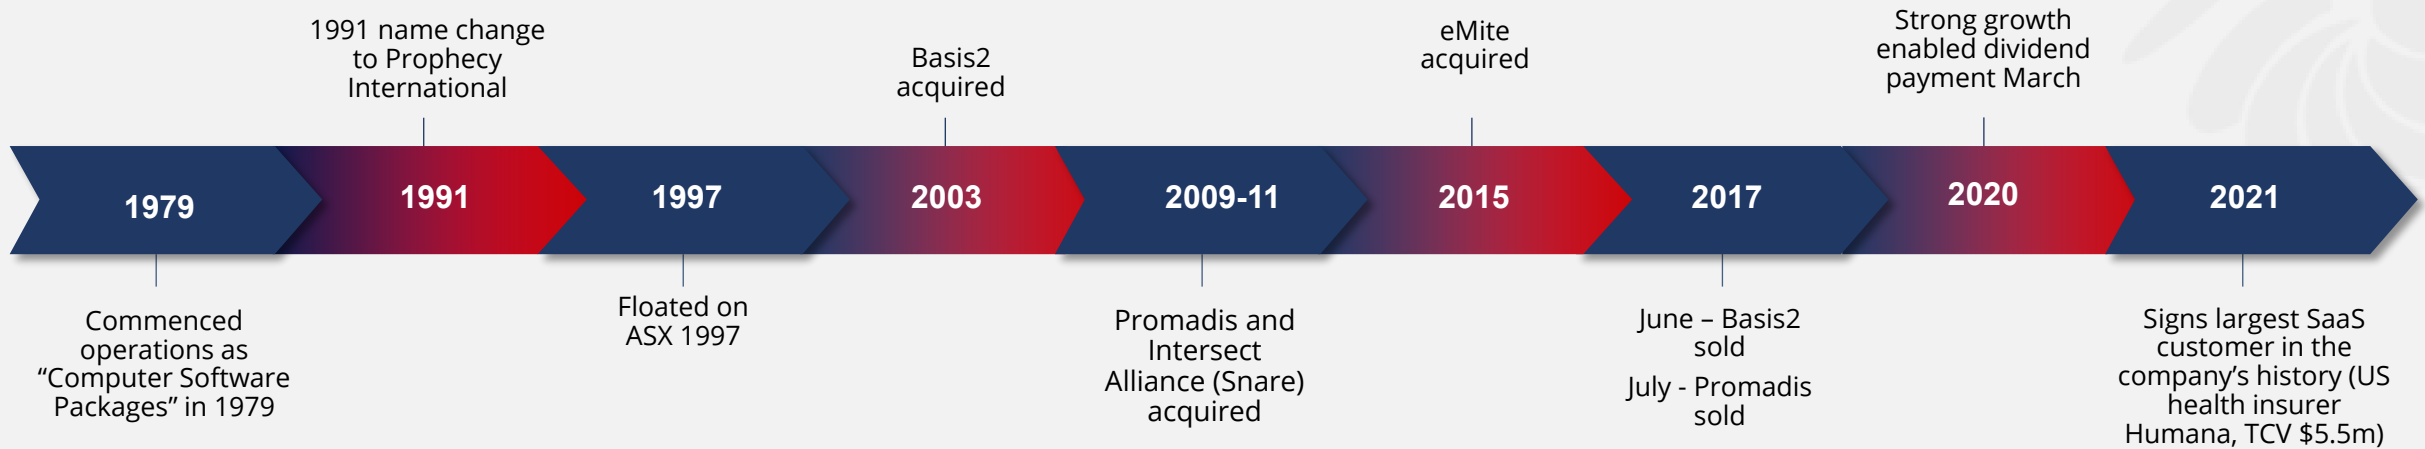 1991 name change
to Prophecy
International
Basis2
acquired
eMite
acquired
Strong growth
enabled dividend
payment March
1979
1991
1997
2003
2009-11
2015
2017
2020
2021
Commenced
operations as
“Computer Software
Packages” in 1979
Floated on
ASX 1997
Promadis and
Intersect
Alliance (Snare)
acquired
June – Basis2
sold
July - Promadis
sold
Signs largest SaaS
customer in the
company’s history (US
health insurer
Humana, TCV $5.5m)